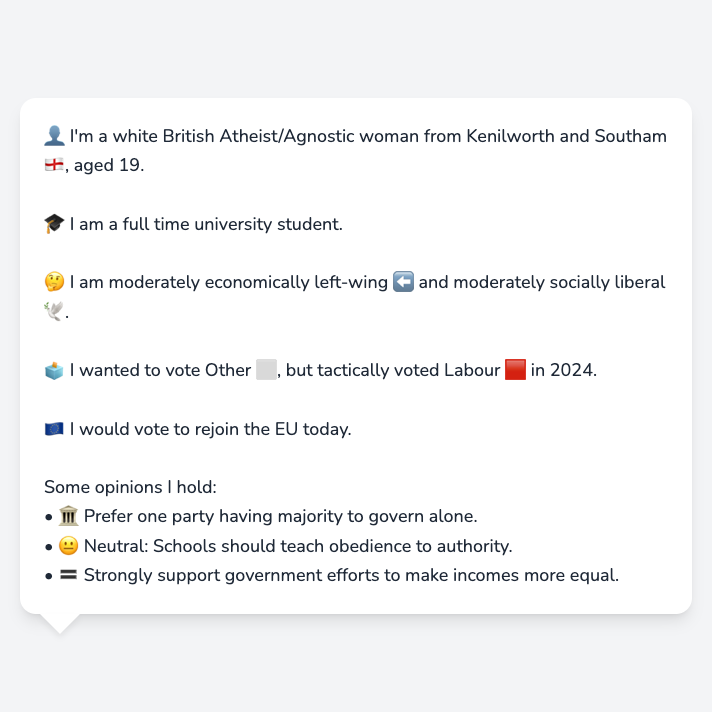 👤 I'm a white British Atheist/Agnostic woman from Kenilworth and Southam
🏴󠁧󠁢󠁥󠁮󠁧󠁿, aged 19.
🎓 I am a full time university student.
🤔 I am moderately economically left-wing ⬅️ and moderately socially liberal
🕊️.
🗳️ I wanted to vote Other ⬜, but tactically voted Labour 🟥 in 2024.
🇪🇺 I would vote to rejoin the EU today.
Some opinions I hold:
• 🏛️ Prefer one party having majority to govern alone.
• 😐 Neutral: Schools should teach obedience to authority.
• 🟰 Strongly support government efforts to make incomes more equal.